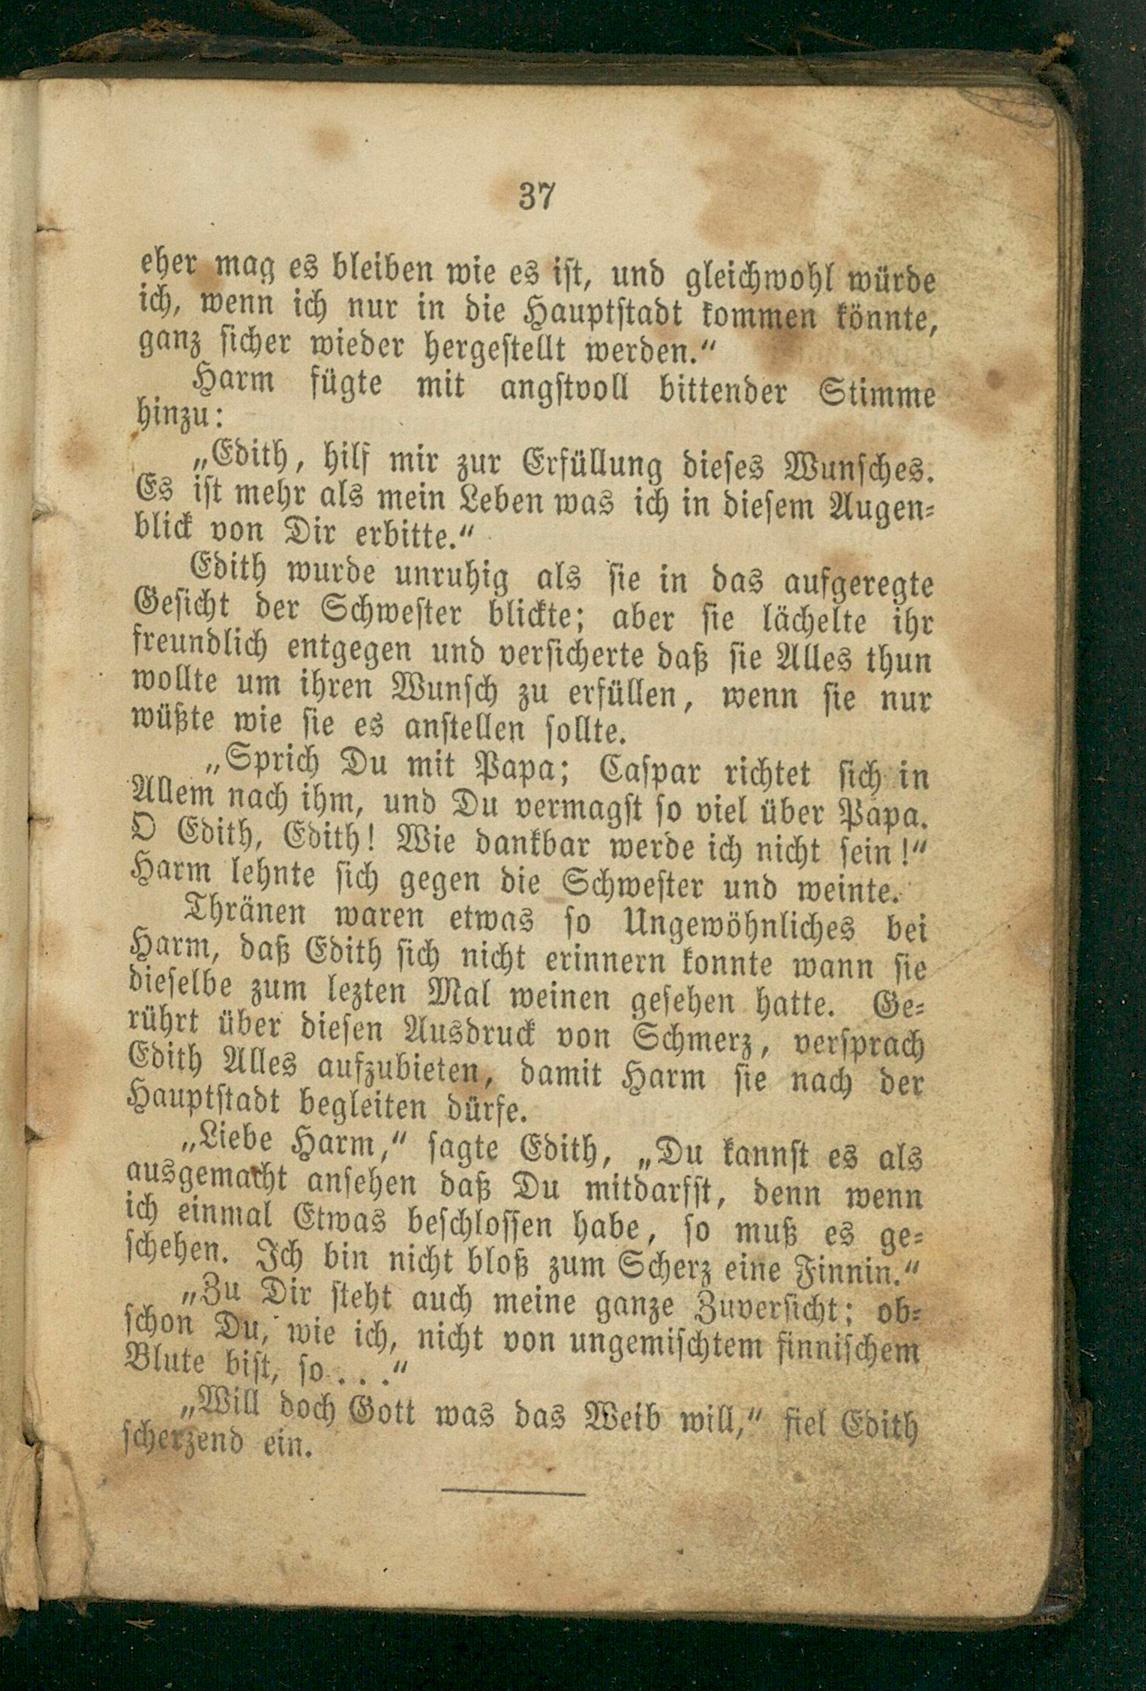 37
eher mag es bleiben wie es ist, und gleichwohl würde
ich, wenn ich nur in die Hauptstadt kommen könnte,
ganz sicher wieder hergestellt werden.“
Harm fügte mit angstvoll bittender Stimme
hinzu:
„Edith, hilf mir zur Erfüllung dieses Wunsches.
Es ist mehr als mein Leben was ich in diesem Augen-
blick von Dir erbitte.“
Edith wurde unruhig als sie in das aufgeregte
Gesicht der Schwester blickte; aber sie lächelte ihr
freundlich entgegen und versicherte daß sie Alles thun
wollte um ihren Wunsch zu erfüllen, wenn sie nur
wüßte wie sie es anstellen sollte.
„Sprich Du mit Papa; Caspar richtet sich in
Allem nach ihm, und Du vermagst so viel über Papa.
O Edith, Edith! Wie dankbar werde ich nicht sein!“
Harm lehnte sich gegen die Schwester und weinte.
Thränen waren etwas so Ungewöhnliches bei
Harm, daß Edith sich nicht erinnern konnte wann sie
dieselbe zum lezten Mal weinen gesehen hatte. Ge-
rührt über diesen Ausdruck von Schmerz, versprach
Edith Alles aufzubieten, damit Harm sie nach der
Hauptstadt begleiten dürfe.
„Liebe Harm,“ sagte Edith, „Du kannst es als
ausgemacht ansehen daß Du mitdarfst, denn wenn
ich einmal Etwas beschlossen habe, so muß es ge-
schehen. Ich bin nicht bloß zum Scherz eine Finnin.“
„Zu Dir steht auch meine ganze Zuversicht; ob-
schon Du, wie ich, nicht von ungemischtem finnischem
Blute bist, so . . .“
„Will doch Gott was das Weib will,“ fiel Edith
scherzend ein.